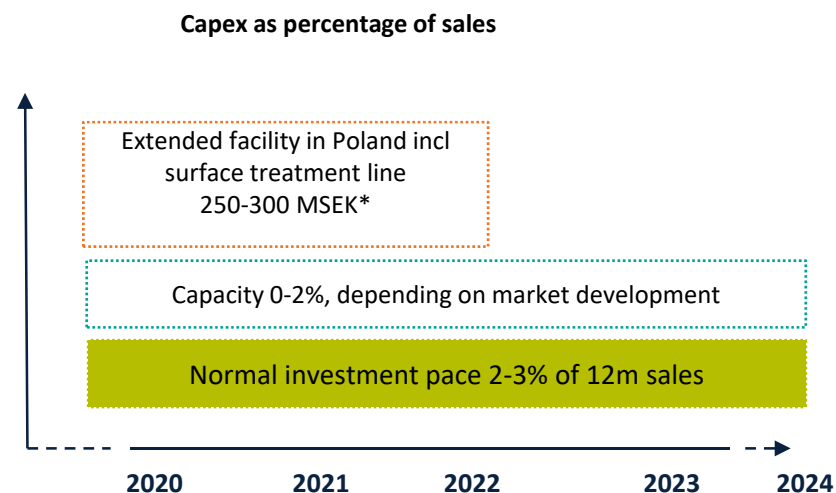 Capex as percentage of sales
Extended facility in Poland incl
surface treatment line
250-300 MSEK*
Capacity 0-2%, depending on market development
Normal investment pace 2-3% of 12m sales
2020 2021 2022 2023 2024